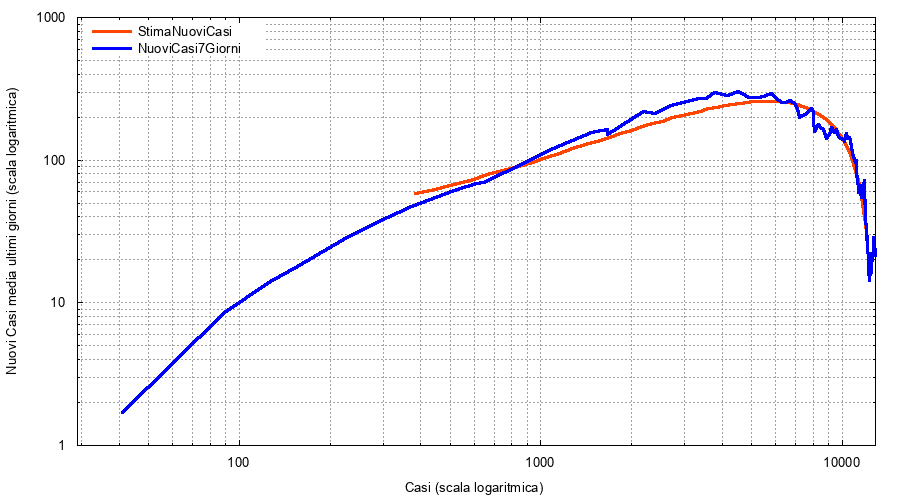 1000
StimaNuoviCasi
NuoviCasi7Giorni
Nuovi Casi media ultimi giorni (scala logaritmica)
100
10
1
100
1000
10000
Casi (scala logaritmica)